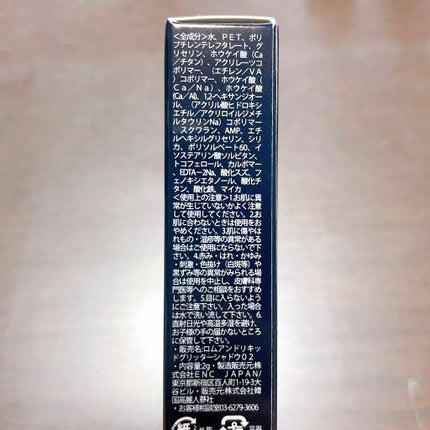 ＜全成分＞水、PET、ポリ
ブチレンテレフタレート、グ
リセリン、ホウケイ酸（Ca
／チタン）、アクリレーツコ
ポリマー、（エチレン／VA
）コポリマー、ホウケイ酸（
Ｃａ／Ｎａ）、ホウケイ酸
(Ca/Al)、1,2ヘキサンジオー
ル、（アクリル酸ヒドロキシ
エチル／アクリロイルジメチ
ルタウリンNa）コポリマー
、スクワラン、AMP、エチ
ルヘキシルグリセリン、シリ
カ、ポリソルベート60、イ
ソステアリン酸ソルビタン、
トコフェロール、カルボマー
、EDTA－2Na、酸化スズ、フ
ェノキシエタノール、酸化チ
タン、酸化鉄、マイカ
＜使用上の注意＞1.お肌に異
常が生じていないかよく注意
して使用してください。2.お
肌に合わないときは使用をお
やめください。3.肌に傷やは
れもの・湿疹等の異常がある
場合はご使用にならないで下
さい。4.赤み・はれ・かゆみ
・刺激・色抜け（白斑等）や
黒ずみ等の異常がみられる場
合は使用を中止し、皮膚科専
門医等へのご相談をおすすめ
します。5.目に入らないよう
にご注意下さい。入った場合
は水で洗い流して下さい。6.
直射日光や高温多湿を避け、
お子様の手の届かないところ
に保管して下さい。
・販売名:ロムアンドリキ
ッドグリッターシャドウ０２
・内容量:2g・製造販売元:株
式会社ＥＮＣ　ＪＡＰＡＮ／
東京都新宿区百人町1-19-3大
谷ビル・販売元:株式会社韓
国高麗人蔘社
・お客様相談窓03-6279-3606